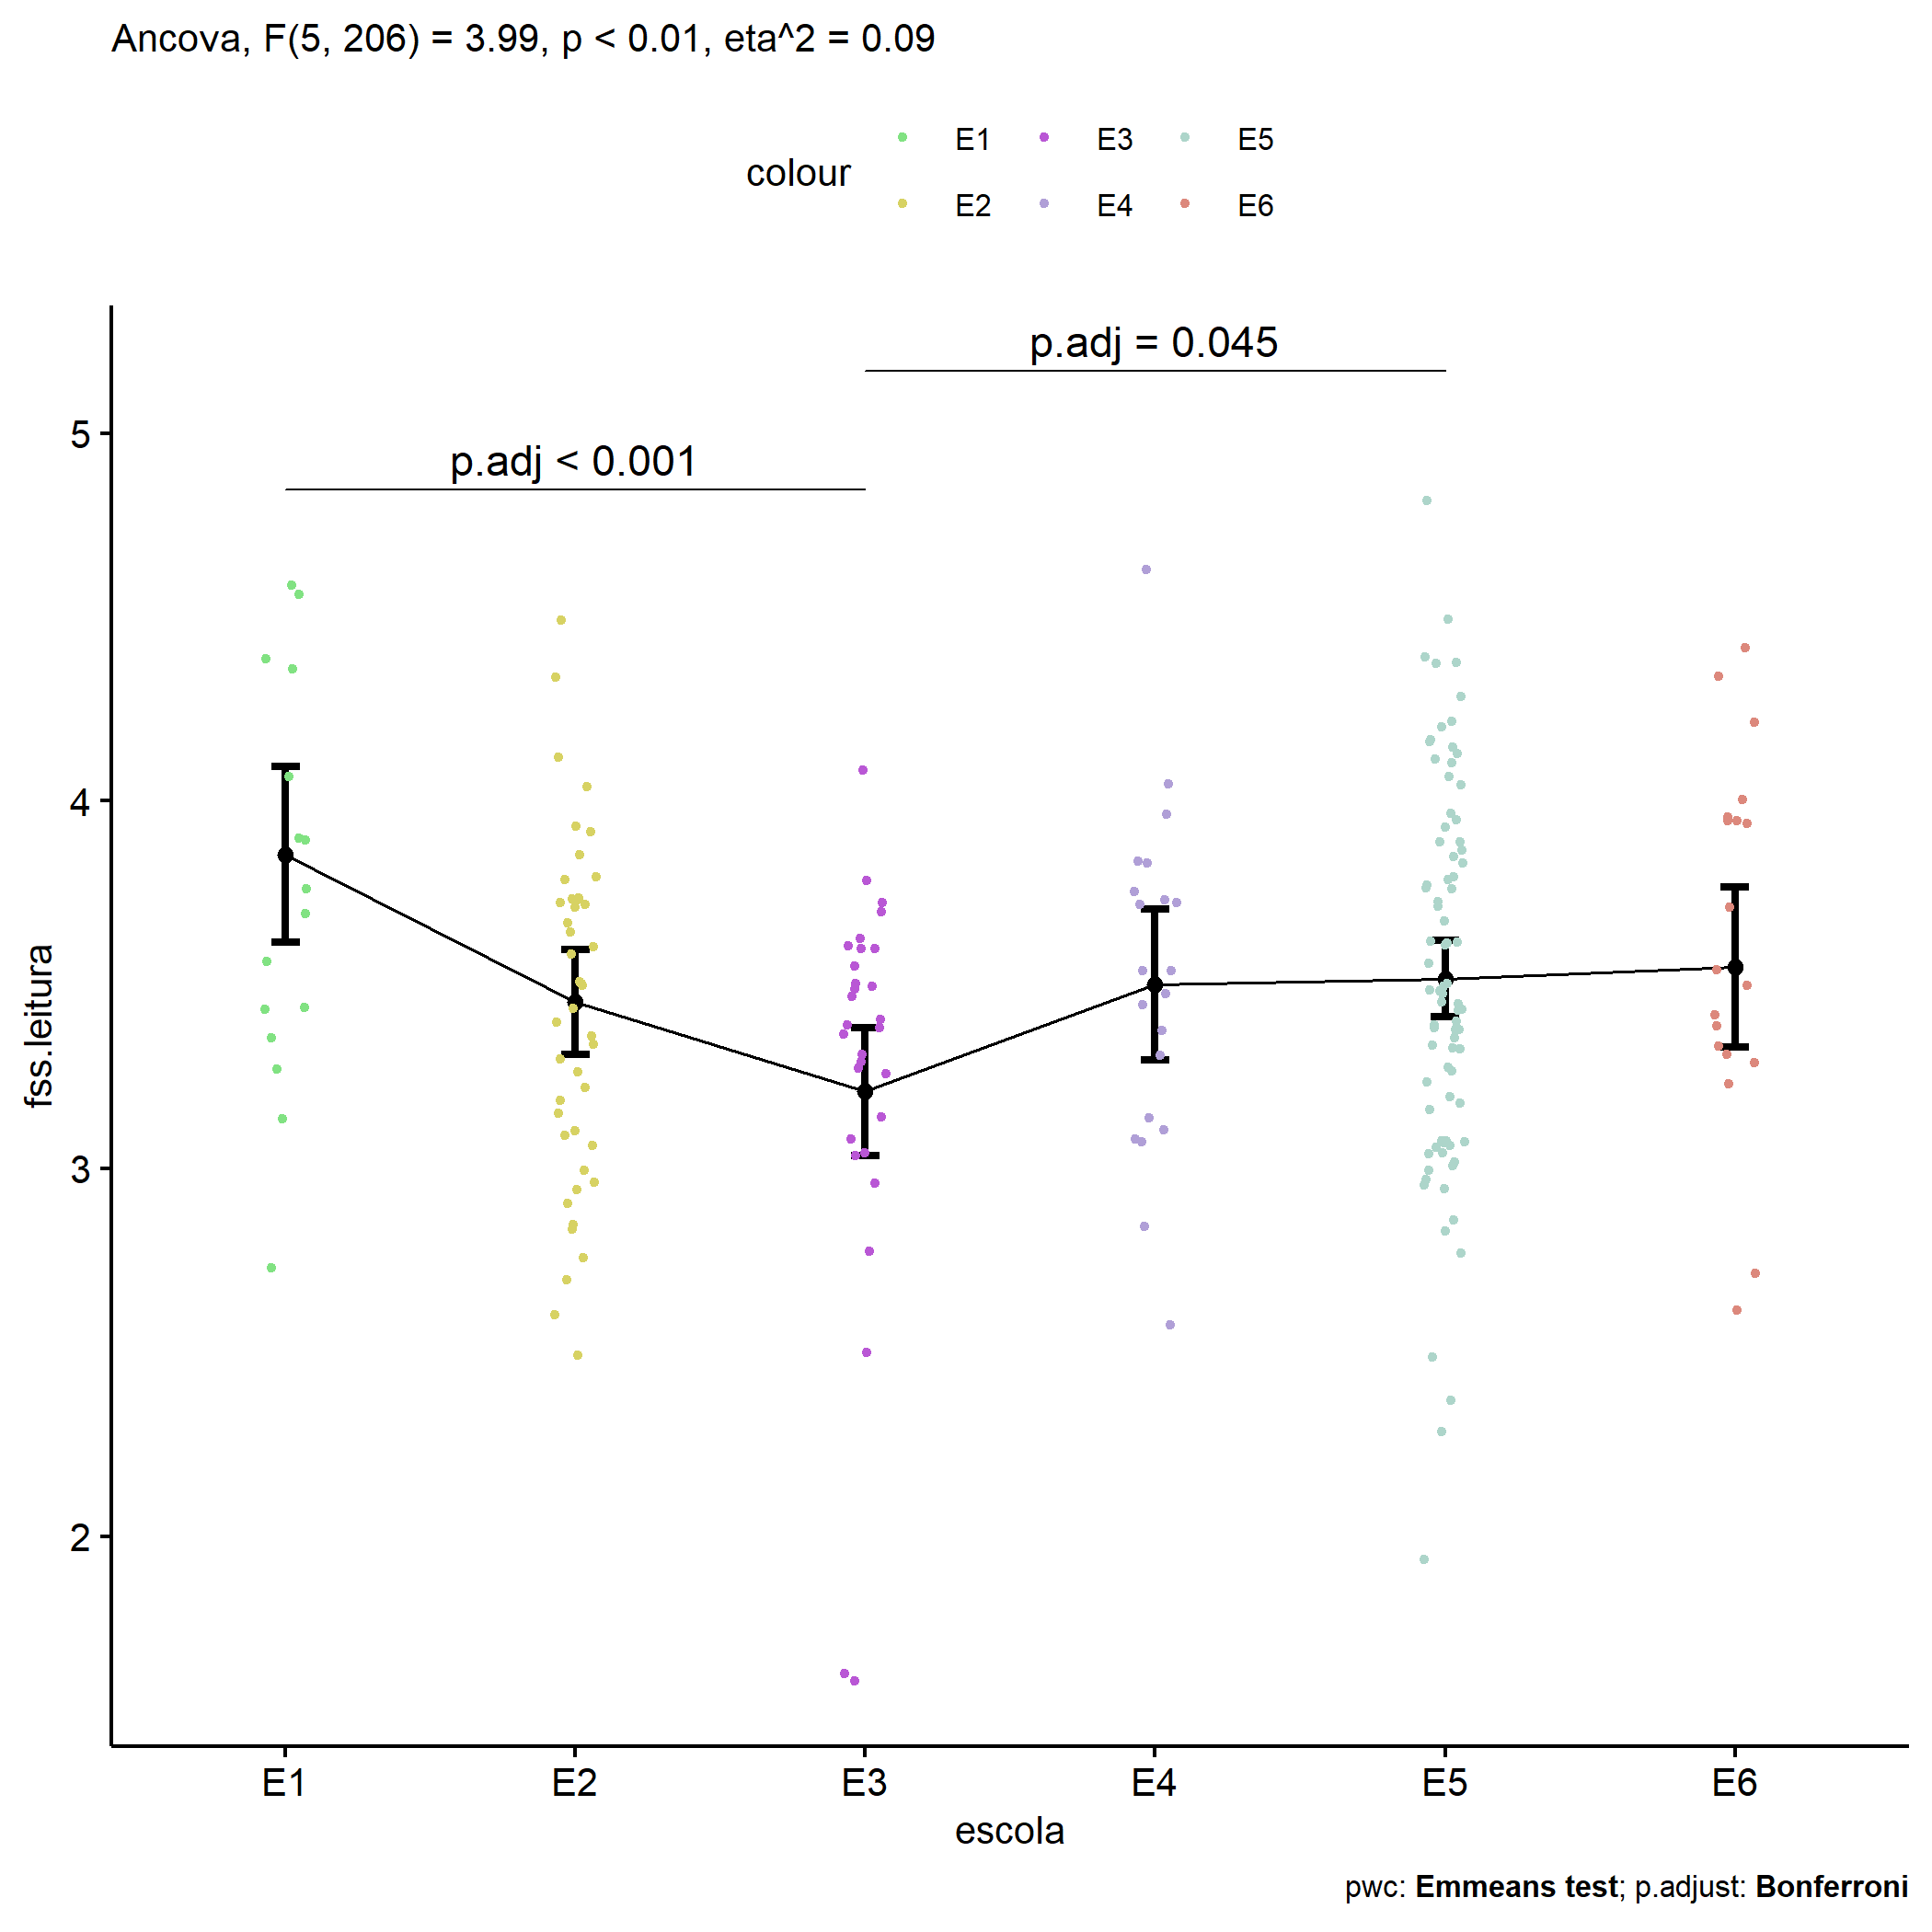 Ancova, F(5, 206) = 3.99, p < 0.01, eta^2 = 0.09
colour
E1 E3 E5
E2 E4 E6
p.adj = 0.045
p.adj < 0.001
5
4
3
2
fss.leitura
E1 E2 E3 E4 E5 E6
escola
pwc: Emmeans test; p.adjust: Bonferroni